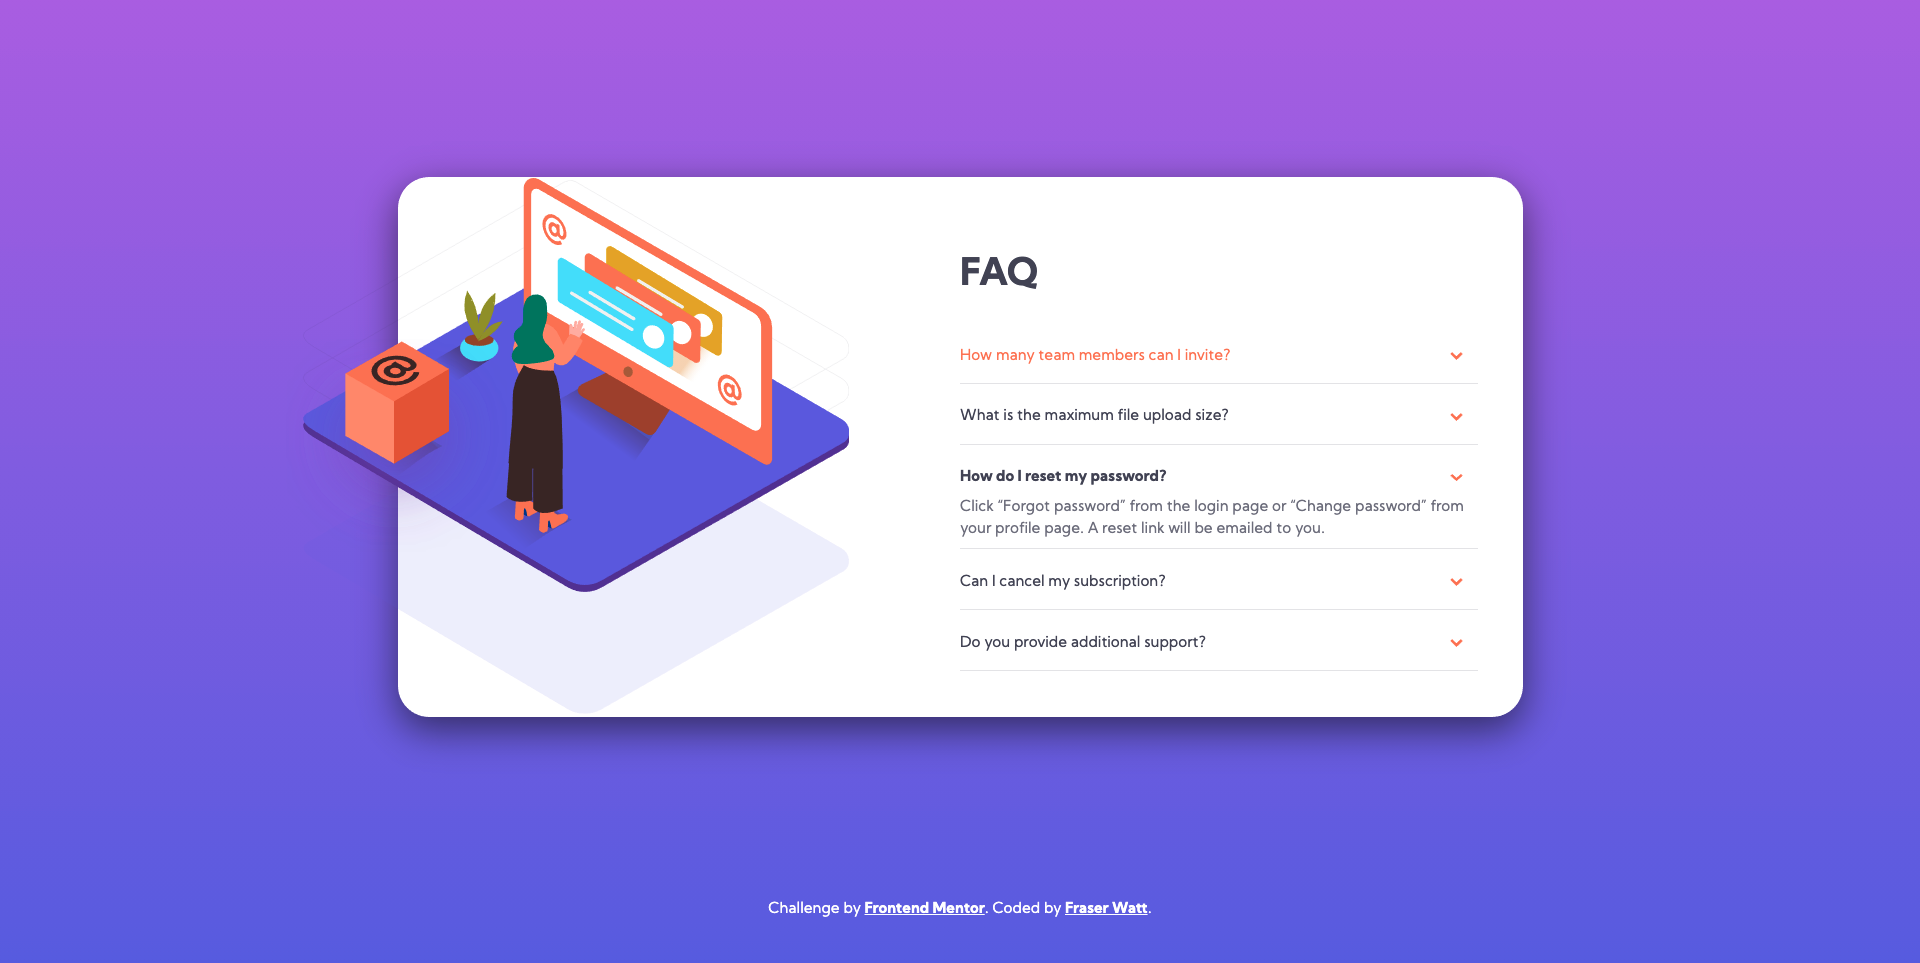 @
@
@
FAQ
How many team members can I invite?
What is the maximum file upload size?
How do I reset my password?
Click “Forgot password” from the login page or “Change password” from
your profile page. A reset link will be emailed to you.
Can I cancel my subscription?
Do you provide additional support?
Challenge by Frontend Mentor. Coded by Fraser Watt.